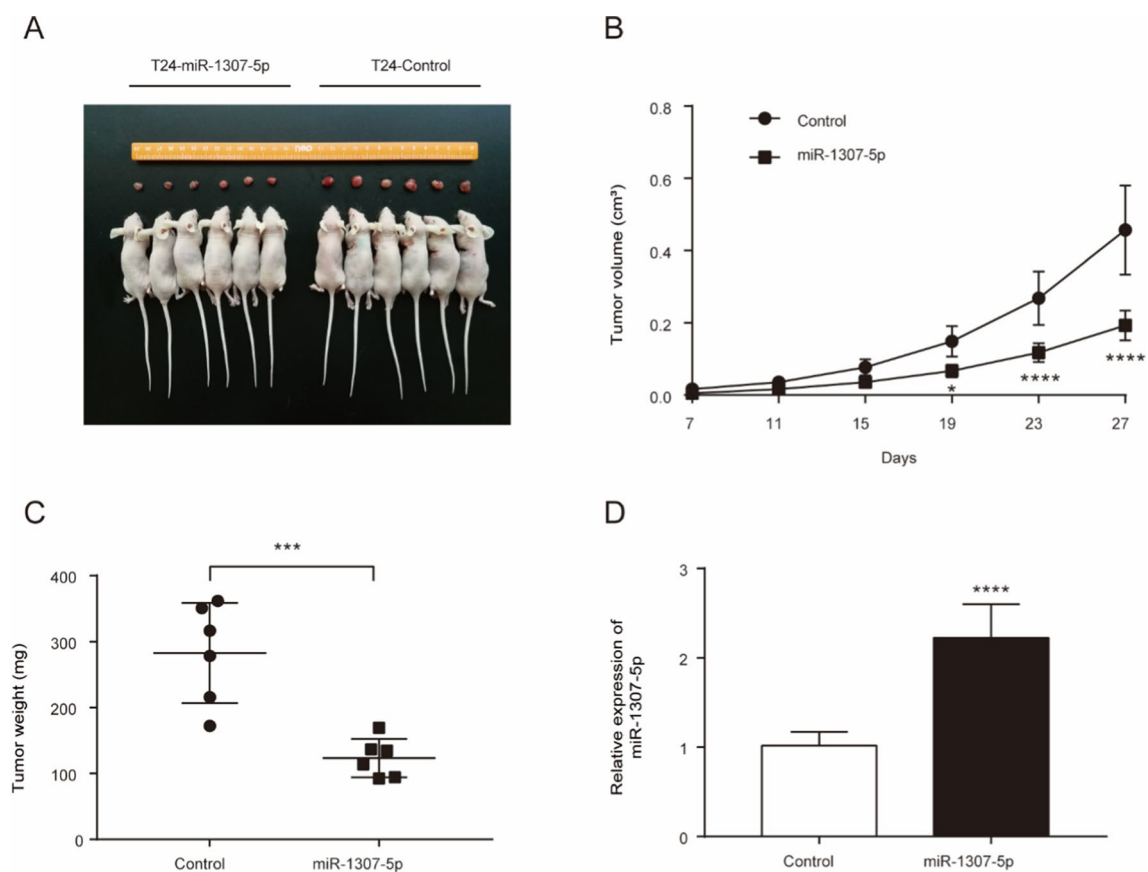 A
T24-miR-1307-5p
T24-Control
B
Tumor volume (cm³)
0.8
0.6
0.4
0.2
0.0
Control
miR-1307-5p
*
****
****
7
11
15
19
23
27
Days
C
Tumor weight (mg)
400
300
200
100
0
***
Control
miR-1307-5p
D
Relative expression of
miR-1307-5p
3
2
1
0
****
Control
miR-1307-5p